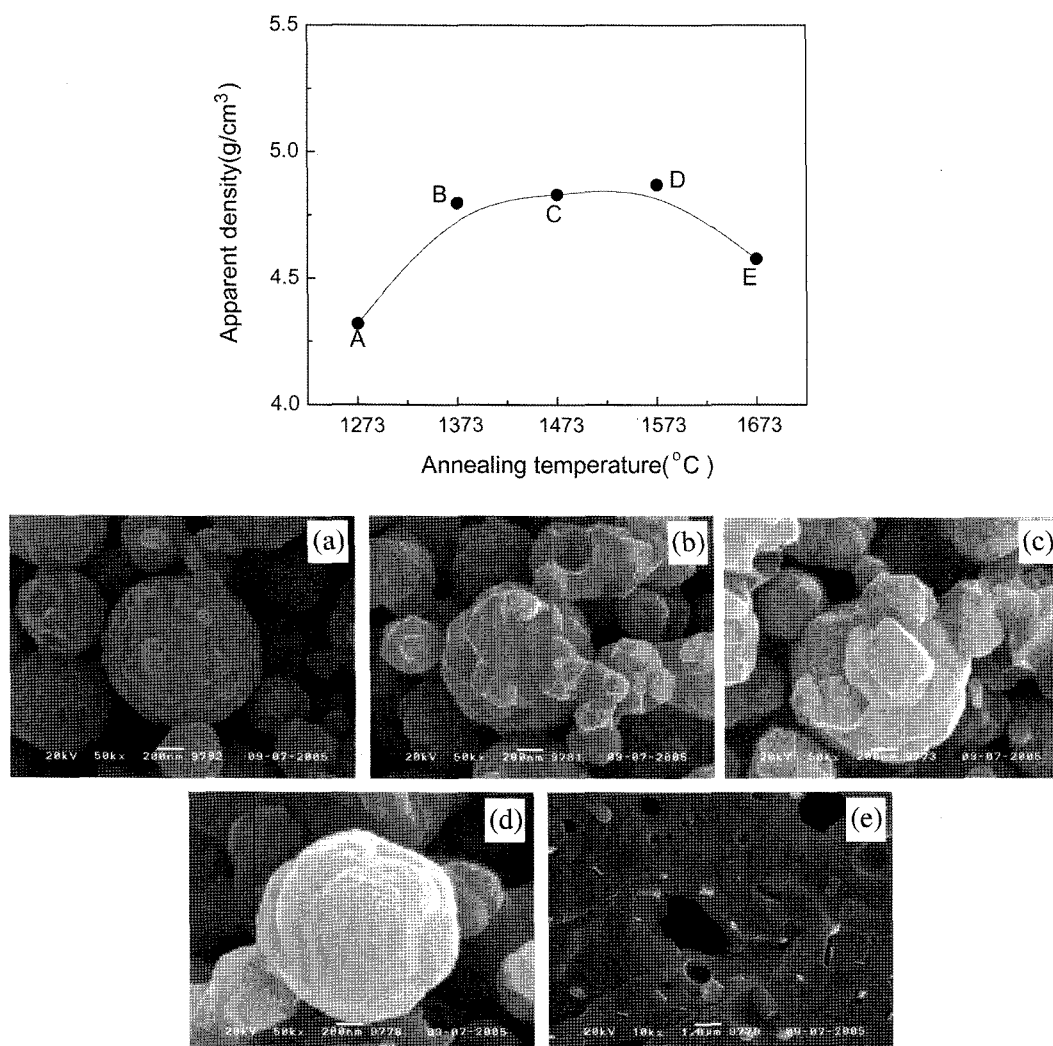 5.5
5.0
4.5
4.0
Apparent density(g/cm³)
A
B
C
D
E
1273 1373 1473 1573 1673
Annealing temperature(°C)
(a)
20kV 50kx 200nm 09-07-2005
(b)
20kV 50kx 200nm 09-07-2005
(c)
20kV 50kx 09-07-2005
(d)
20kV 50kx 200nm 09-07-2005
(e)
20kV 10kx 09-07-2005